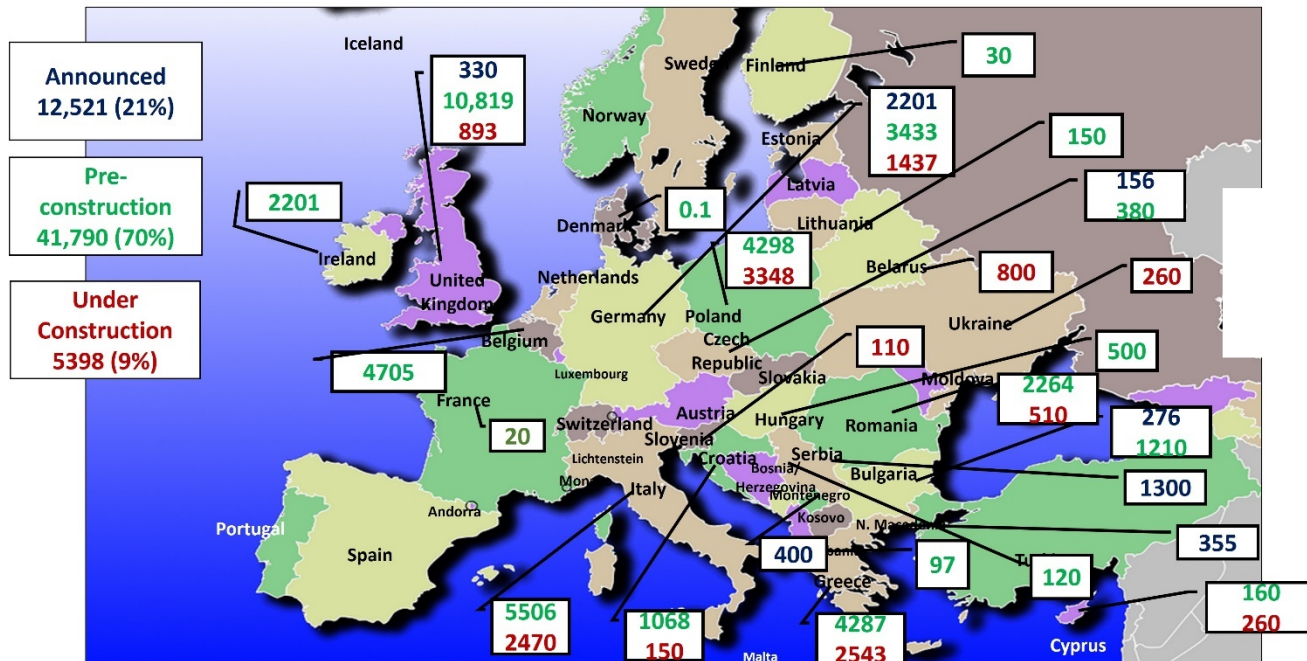 Announced
12,521 (21%)
Pre-
construction
41,790 (70%)
Under
Construction
5398 (9%)
Iceland
330
10,819
893
Sweden
Finland
30
Norway
2201
3433
1437
Estonia
150
Latvia
156
380
2201
Denmark
0.1
Lithuania
Ireland
United
Kingdom
Netherlands
4298
3348
Belarus
800
260
Germany
Poland
Ukraine
Belgium
Czech
Republic
110
500
4705
Luxembourg
Slovakia
Moldova
France
Austria
2264
510
20
Switzerland
Hungary
Romania
276
1210
Slovenia
Lichtenstein
Croatia
Serbia
Bosnia/
Herzegovina
Bulgaria
1300
Italy
Montenegro
Andorra
Kosovo
N.
Portugal
Spain
400
97
355
Greece
120
5506
2470
1068
150
4287
2543
160
260
Cyprus
Malta